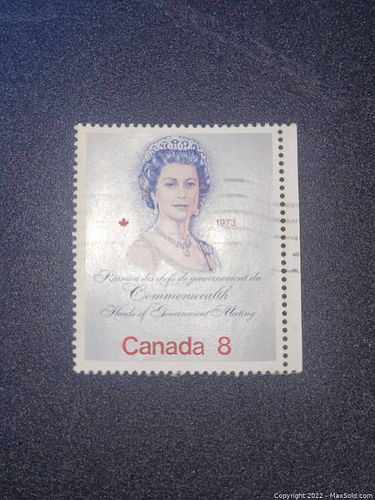 1973
Réunion des chefs de gouvernement du
Commonwealth
Heads of Government Meeting
Canada 8
Copyright 2022 - MaxSold.com